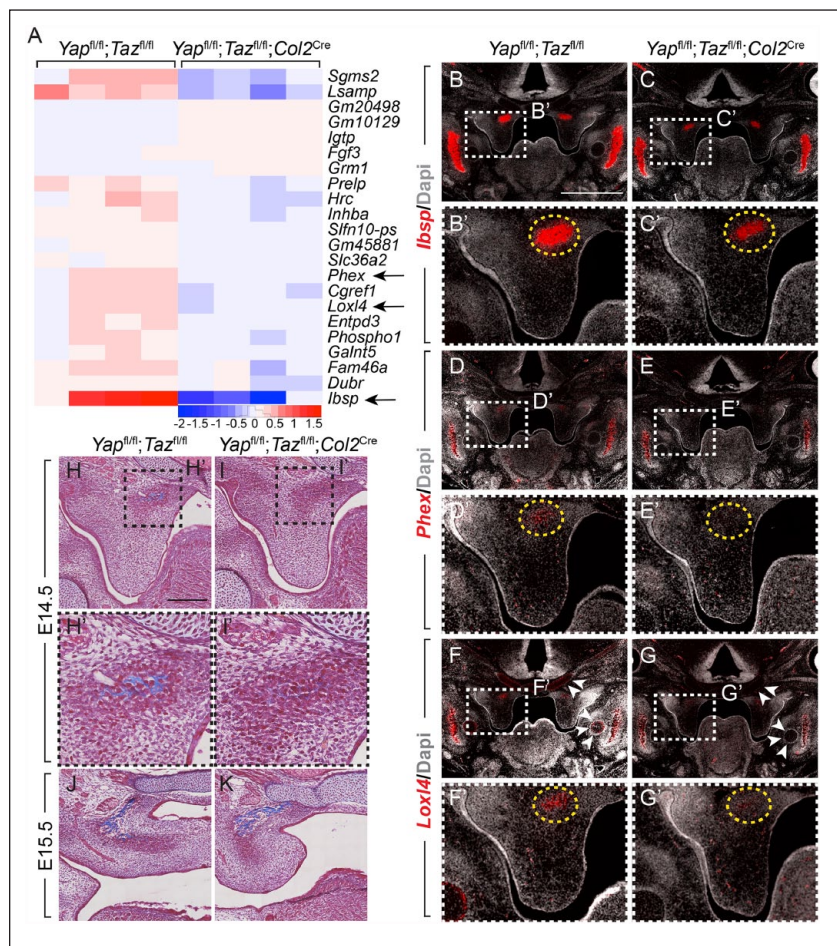 A
Yapfl/fl;Tazfl/fl Yapfl/fl;Tazfl/fl;Col2Cre
Sgms2
Lsamp
Gm20498
Gm10129
Igtp
Fgf3
Grm1
Prelp
Hrc
Inhba
Slfn10-ps
Gm45881
Slc36a2
Phex
Cgref1
Loxl4
Entpd3
Phospho1
Galnt5
Fam46a
Dubr
Ibsp
-2 -1.5 -1 -0.5 0 0.5 1 1.5
Yapfl/fl;Tazfl/fl Yapfl/fl;Tazfl/fl;Col2Cre
H H' I I'
E14.5
H' I'
J K
E15.5
Yapfl/fl;Tazfl/fl Yapfl/fl;Tazfl/fl;Col2Cre
B B' C C'
Ibsp/Dapi
B' C'
D D' E E'
Phex/Dapi
D' E'
F F' G G'
Loxl4/Dapi
F' G'